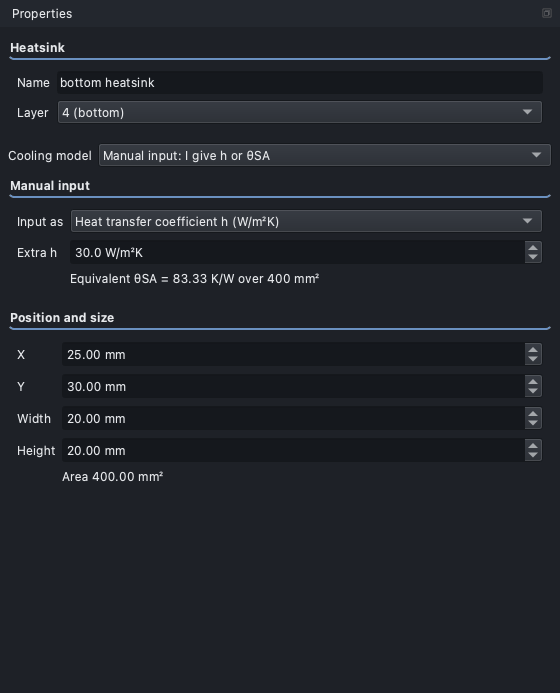 Properties
Heatsink
Name bottom heatsink
Layer 4 (bottom)
Cooling model Manual input: I give h or θSA
Manual input
Input as Heat transfer coefficient h (W/m²K)
Extra h 30.0 W/m²K
Equivalent θSA = 83.33 K/W over 400 mm²
Position and size
X 25.00 mm
Y 30.00 mm
Width 20.00 mm
Height 20.00 mm
Area 400.00 mm²